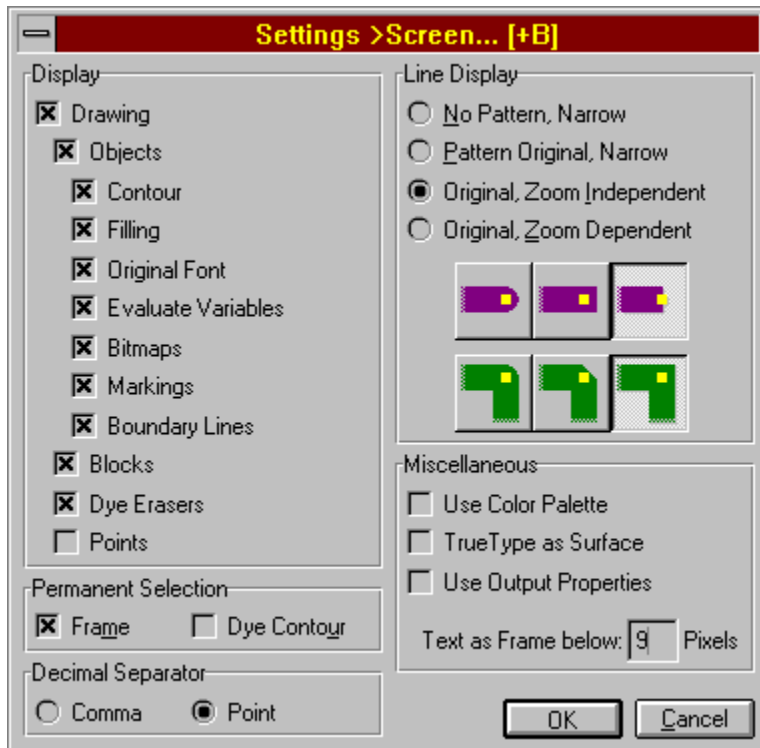 Settings >Screen... [+B]
Display
Drawing
Objects
Contour
Filling
Original Font
Evaluate Variables
Bitmaps
Markings
Boundary Lines
Blocks
Dye Erasers
Points
Permanent Selection
Frame Dye Contour
Decimal Separator
Comma Point
Line Display
No Pattern, Narrow
Pattern Original, Narrow
Original, Zoom Independent
Original, Zoom Dependent
Miscellaneous
Use Color Palette
TrueType as Surface
Use Output Properties
Text as Frame below: 9 Pixels
OK Cancel